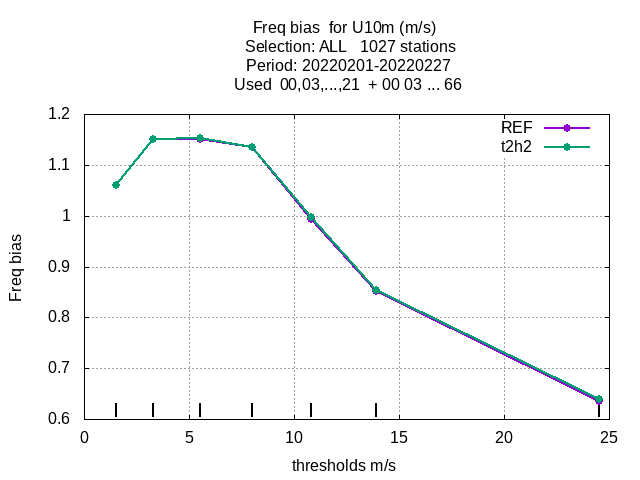 Freq bias  for U10m (m/s)
Selection: ALL   1027 stations
Period: 20220201-20220227
Used  00,03,...,21  + 00 03 ... 66
REF
t2h2
1.2
1.1
1
0.9
0.8
0.7
0.6
Freq bias
0 5 10 15 20 25
thresholds m/s